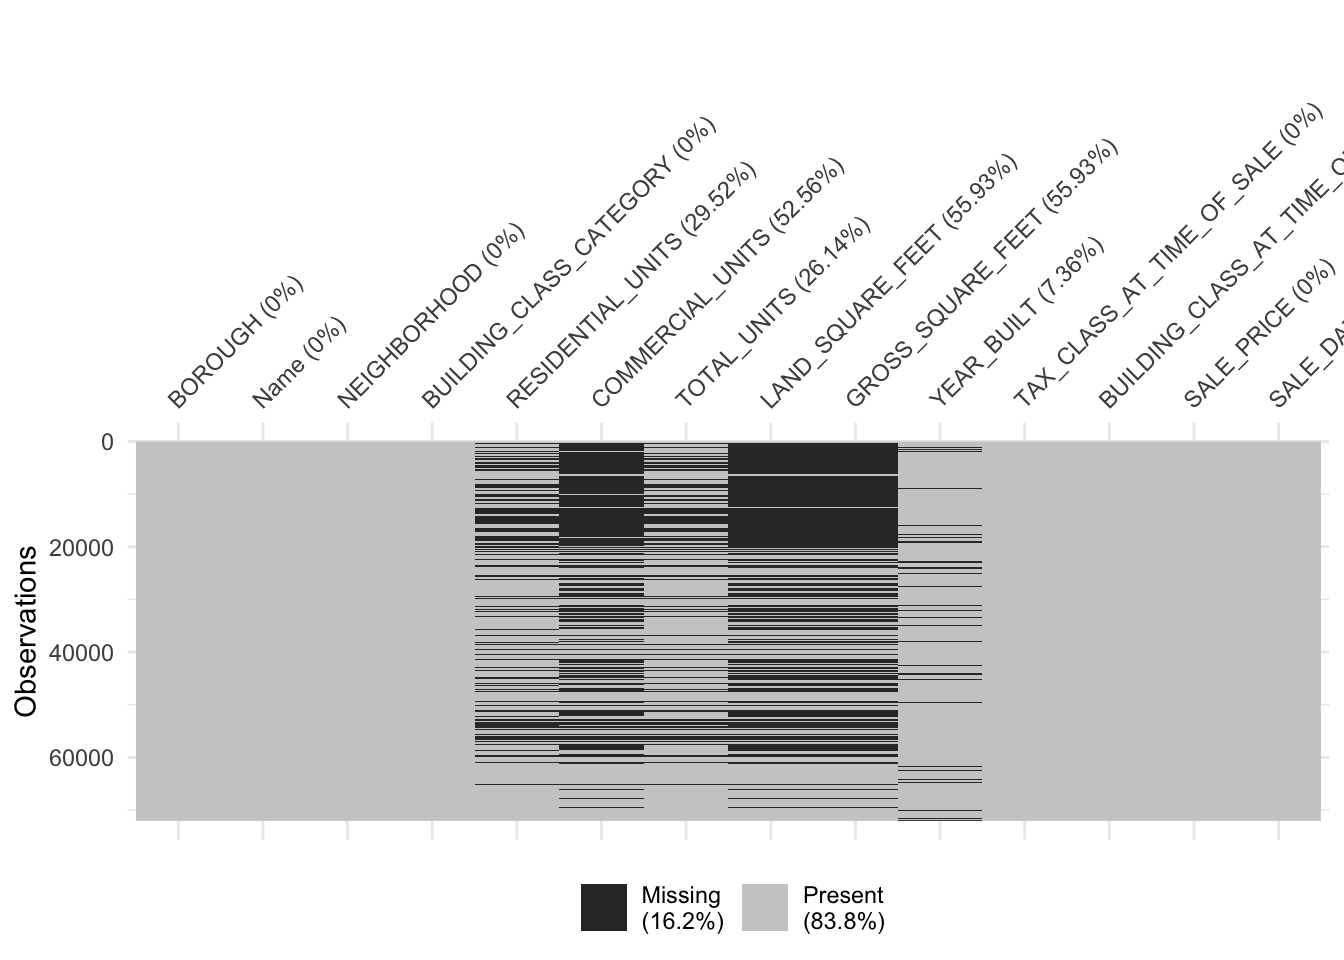 BOROUGH (0%)
Name (0%)
NEIGHBORHOOD (0%)
BUILDING_CLASS_CATEGORY (0%)
RESIDENTIAL_UNITS (29.52%)
COMMERCIAL_UNITS (52.56%)
TOTAL_UNITS (26.14%)
LAND_SQUARE_FEET (55.93%)
GROSS_SQUARE_FEET (55.93%)
YEAR_BUILT (7.36%)
TAX_CLASS_AT_TIME_OF_SALE (0%)
BUILDING_CLASS_AT_TIME_O
SALE_PRICE (0%)
SALE_DA
Observations
0
20000
40000
60000
Missing
(16.2%)
Present
(83.8%)